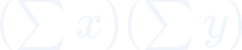 (∑ x)(∑ y)